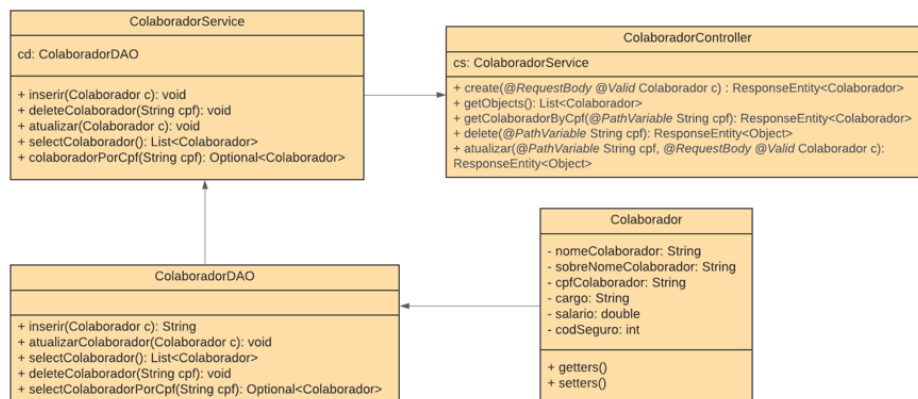 ColaboradorService
cd: ColaboradorDAO
+ inserir(Colaborador c): void
+ deleteColaborador(String cpf): void
+ atualizar(Colaborador c): void
+ selectColaborador(): List<Colaborador>
+ colaboradorPorCpf(String cpf): Optional<Colaborador>
ColaboradorController
cs: ColaboradorService
+ create(@RequestBody @Valid Colaborador c) : ResponseEntity<Colaborador>
+ getObjects(): List<Colaborador>
+ getColaboradorByCpf(@PathVariable String cpf): ResponseEntity<Colaborador>
+ delete(@PathVariable String cpf): ResponseEntity<Object>
+ atualizar(@PathVariable String cpf, @RequestBody @Valid Colaborador c):
ResponseEntity<Object>
ColaboradorDAO
+ inserir(Colaborador c): String
+ atualizarColaborador(Colaborador c): void
+ selectColaborador(): List<Colaborador>
+ deleteColaborador(String cpf): void
+ selectColaboradorPorCpf(String cpf): Optional<Colaborador>
Colaborador
- nomeColaborador: String
- sobreNomeColaborador: String
- cpfColaborador: String
- cargo: String
- salario: double
- codSeguro: int
+ getters()
+ setters()